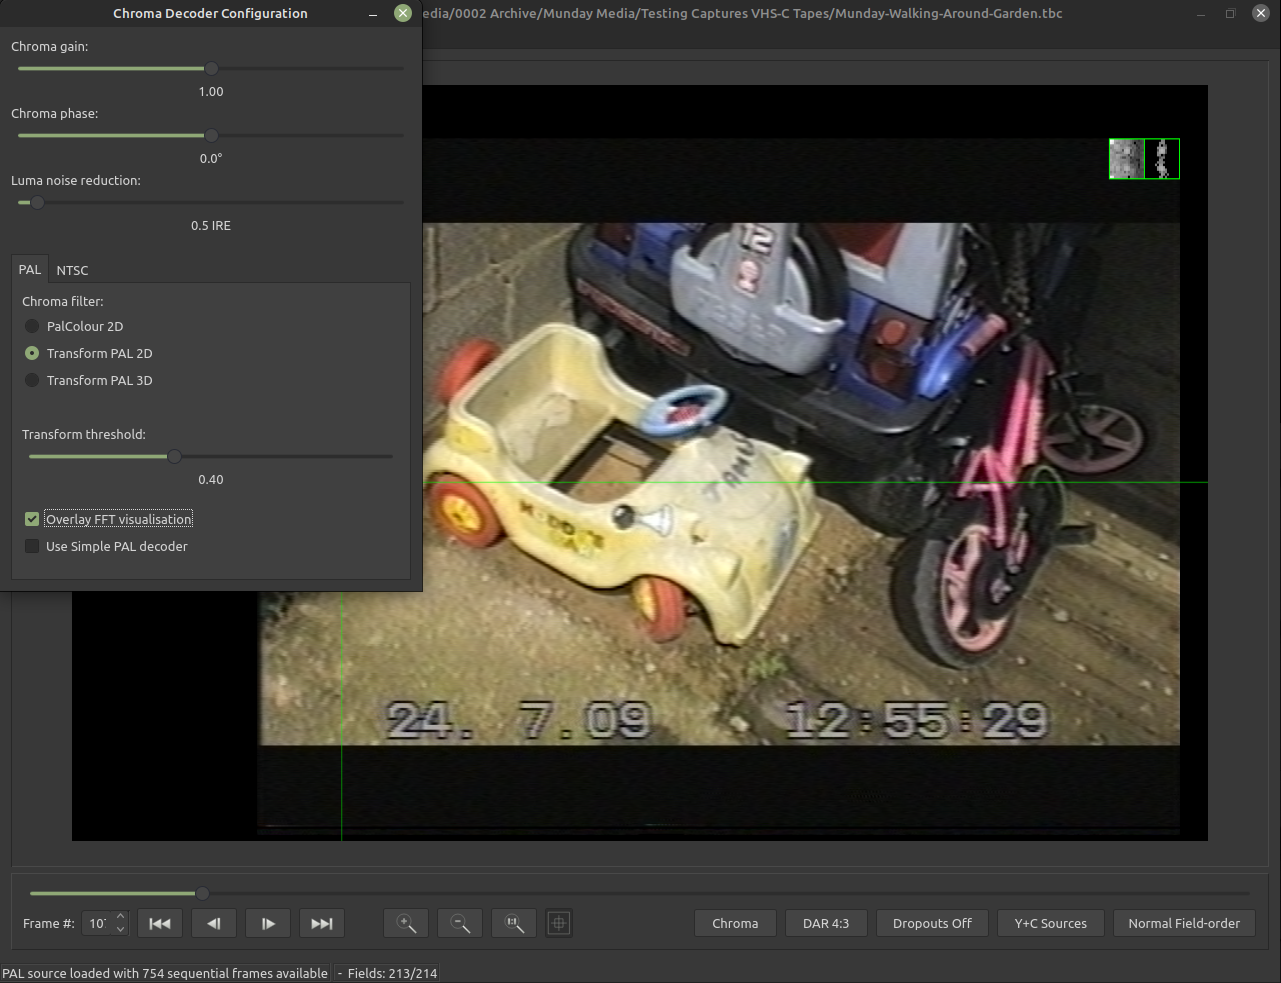 Chroma Decoder Configuration
edia/0002 Archive/Munday Media/Testing Captures VHS-C Tapes/Munday-Walking-Around-Garden.tbc
Chroma gain:
1.00
Chroma phase:
0.0°
Luma noise reduction:
0.5 IRE
PAL NTSC
Chroma filter:
PalColour 2D
Transform PAL 2D
Transform PAL 3D
Transform threshold:
0.40
Overlay FFT visualisation
Use Simple PAL decoder
24. 7.09 12:55:29
Frame #: 10
1:1
Chroma
DAR 4:3
Dropouts Off
Y+C Sources
Normal Field-order
PAL source loaded with 754 sequential frames available - Fields: 213/214